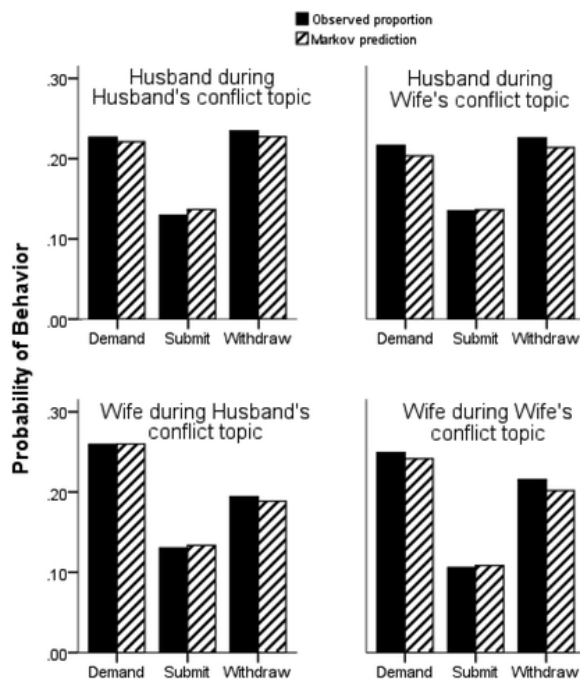 Observed proportion
Markov prediction
Husband during
Husband's conflict topic
Husband during
Wife's conflict topic
.30
.20
.10
.00
Demand Submit Withdraw
Demand Submit Withdraw
Probability of Behavior
Wife during Husband's
conflict topic
Wife during Wife's
conflict topic
.30
.20
.10
.00
Demand Submit Withdraw
Demand Submit Withdraw